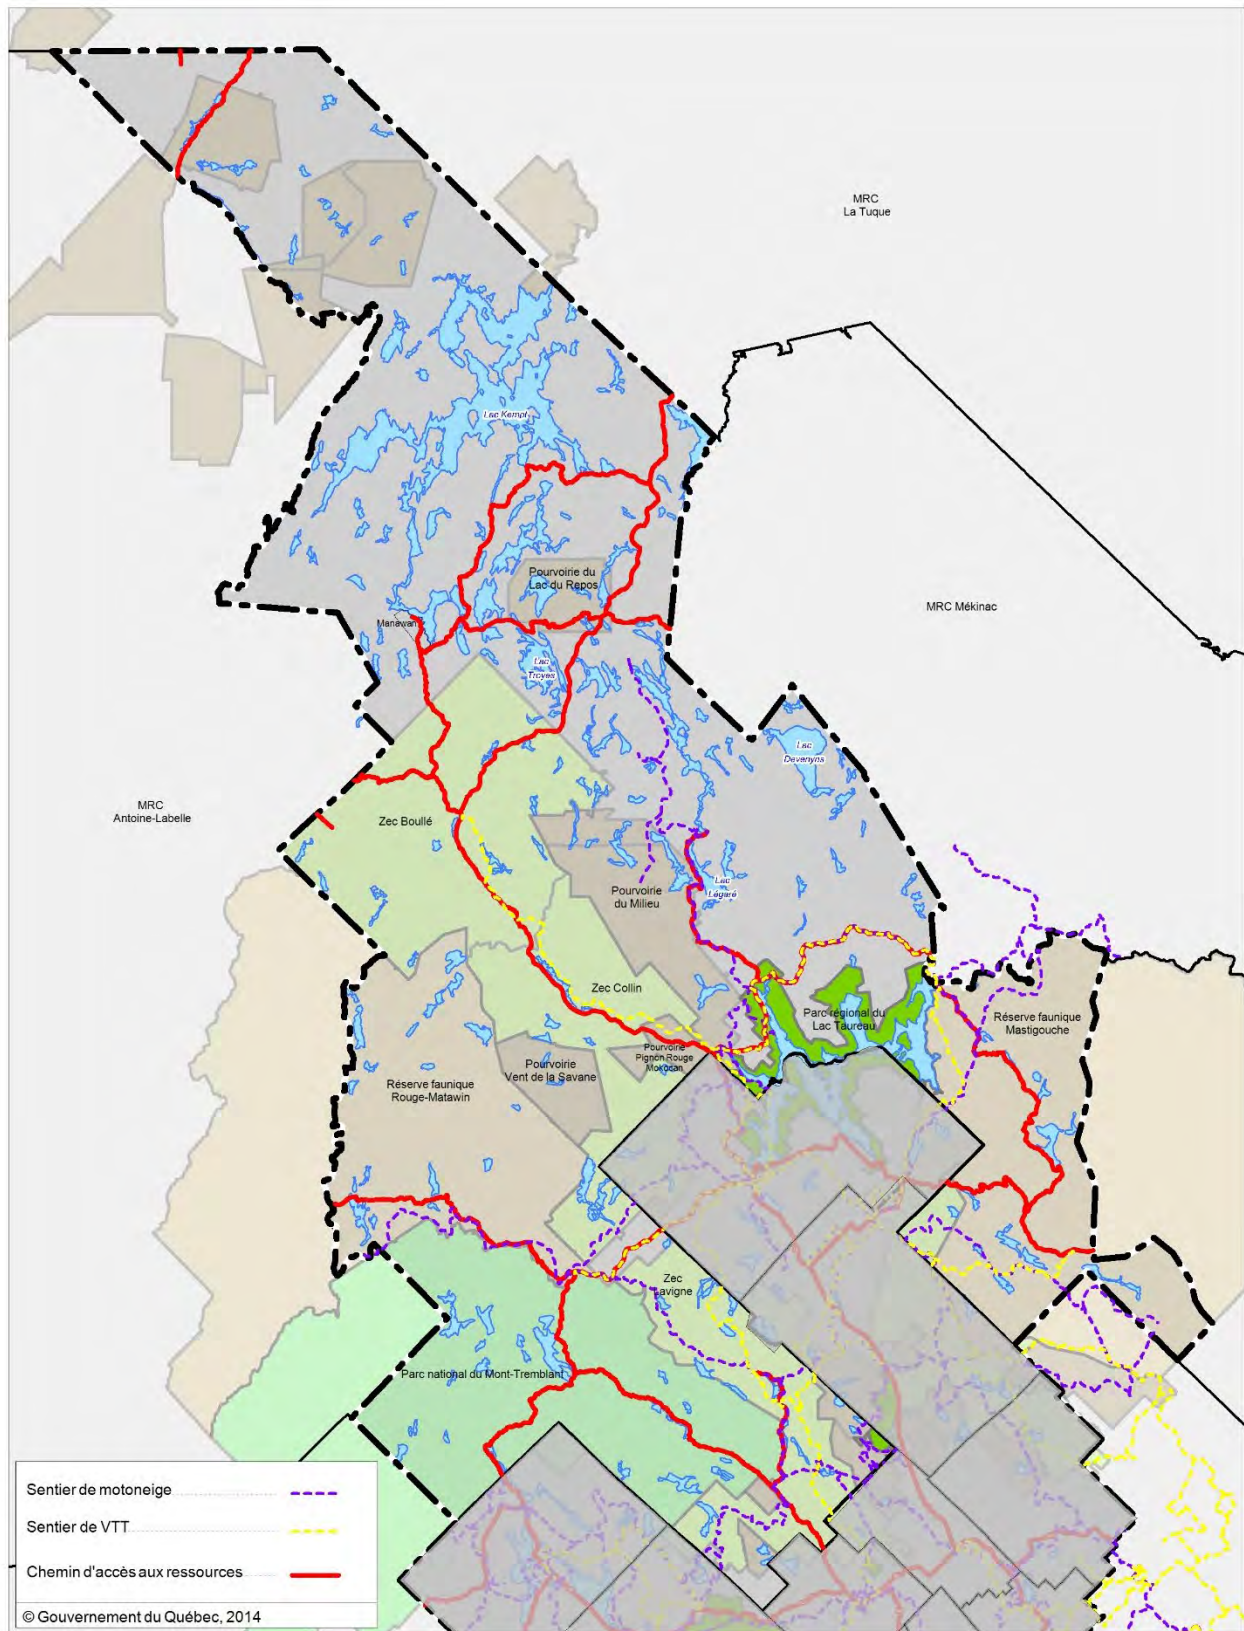 MRC
La Tuque
Lac Kempt
Pourvoirie du
Lac du Repos
MRC Mékinac
Manawan
Lac
Troyes
Lac
Devenyns
MRC
Antoine-Labelle
Zec Boullé
Pourvoirie
du Milieu
Lac
Légaré
Zec Collin
Parc régional du
Lac Taureau
Réserve faunique
Mastigouche
Pourvoirie
Pignon Rouge
Mokocan
Pourvoirie
Vent de la Savane
Réserve faunique
Rouge-Matawin
Zec
Lavigne
Parc national du Mont-Tremblant
Sentier de motoneige
Sentier de VTT
Chemin d'accès aux ressources
© Gouvernement du Québec, 2014